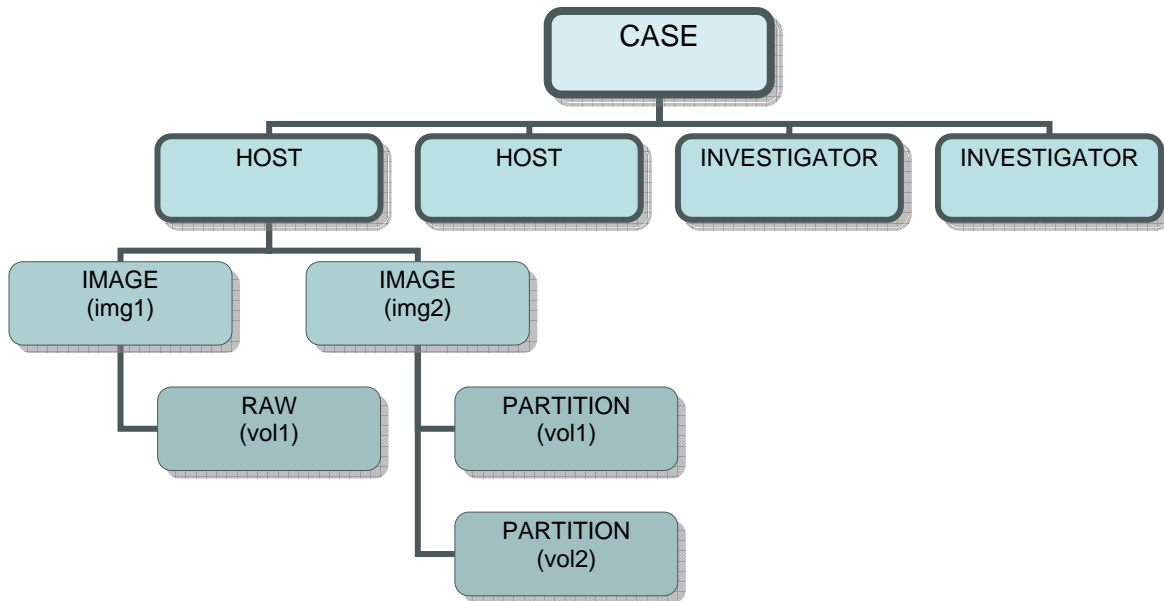 CASE
HOST
HOST
INVESTIGATOR
INVESTIGATOR
IMAGE
(img1)
IMAGE
(img2)
RAW
(vol1)
PARTITION
(vol1)
PARTITION
(vol2)